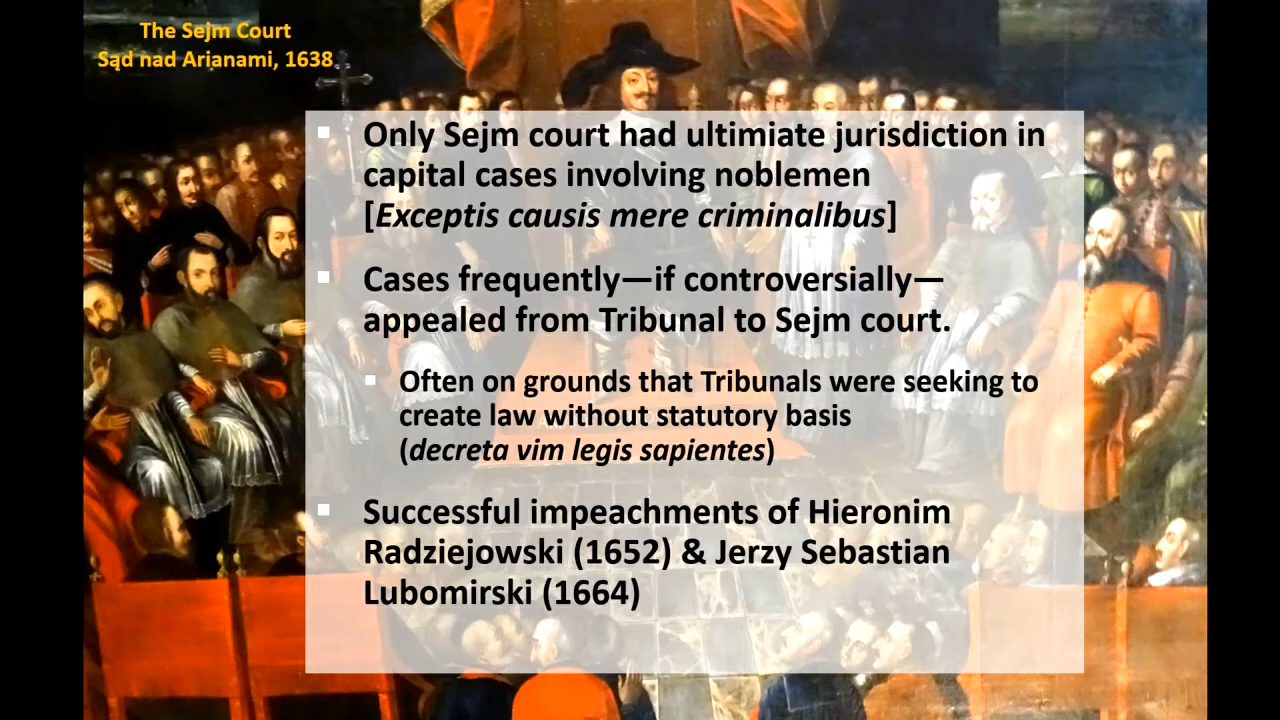 The Sejm Court
Sąd nad Arianami, 1638
Only Sejm court had ultimiate jurisdiction in
capital cases involving noblemen
[Exceptis causis mere criminalibus]
Cases frequently—if controversially—
appealed from Tribunal to Sejm court.
Often on grounds that Tribunals were seeking to
create law without statutory basis
(decreta vim legis sapientes)
Successful impeachments of Hieronim
Radziejowski (1652) & Jerzy Sebastian
Lubomirski (1664)